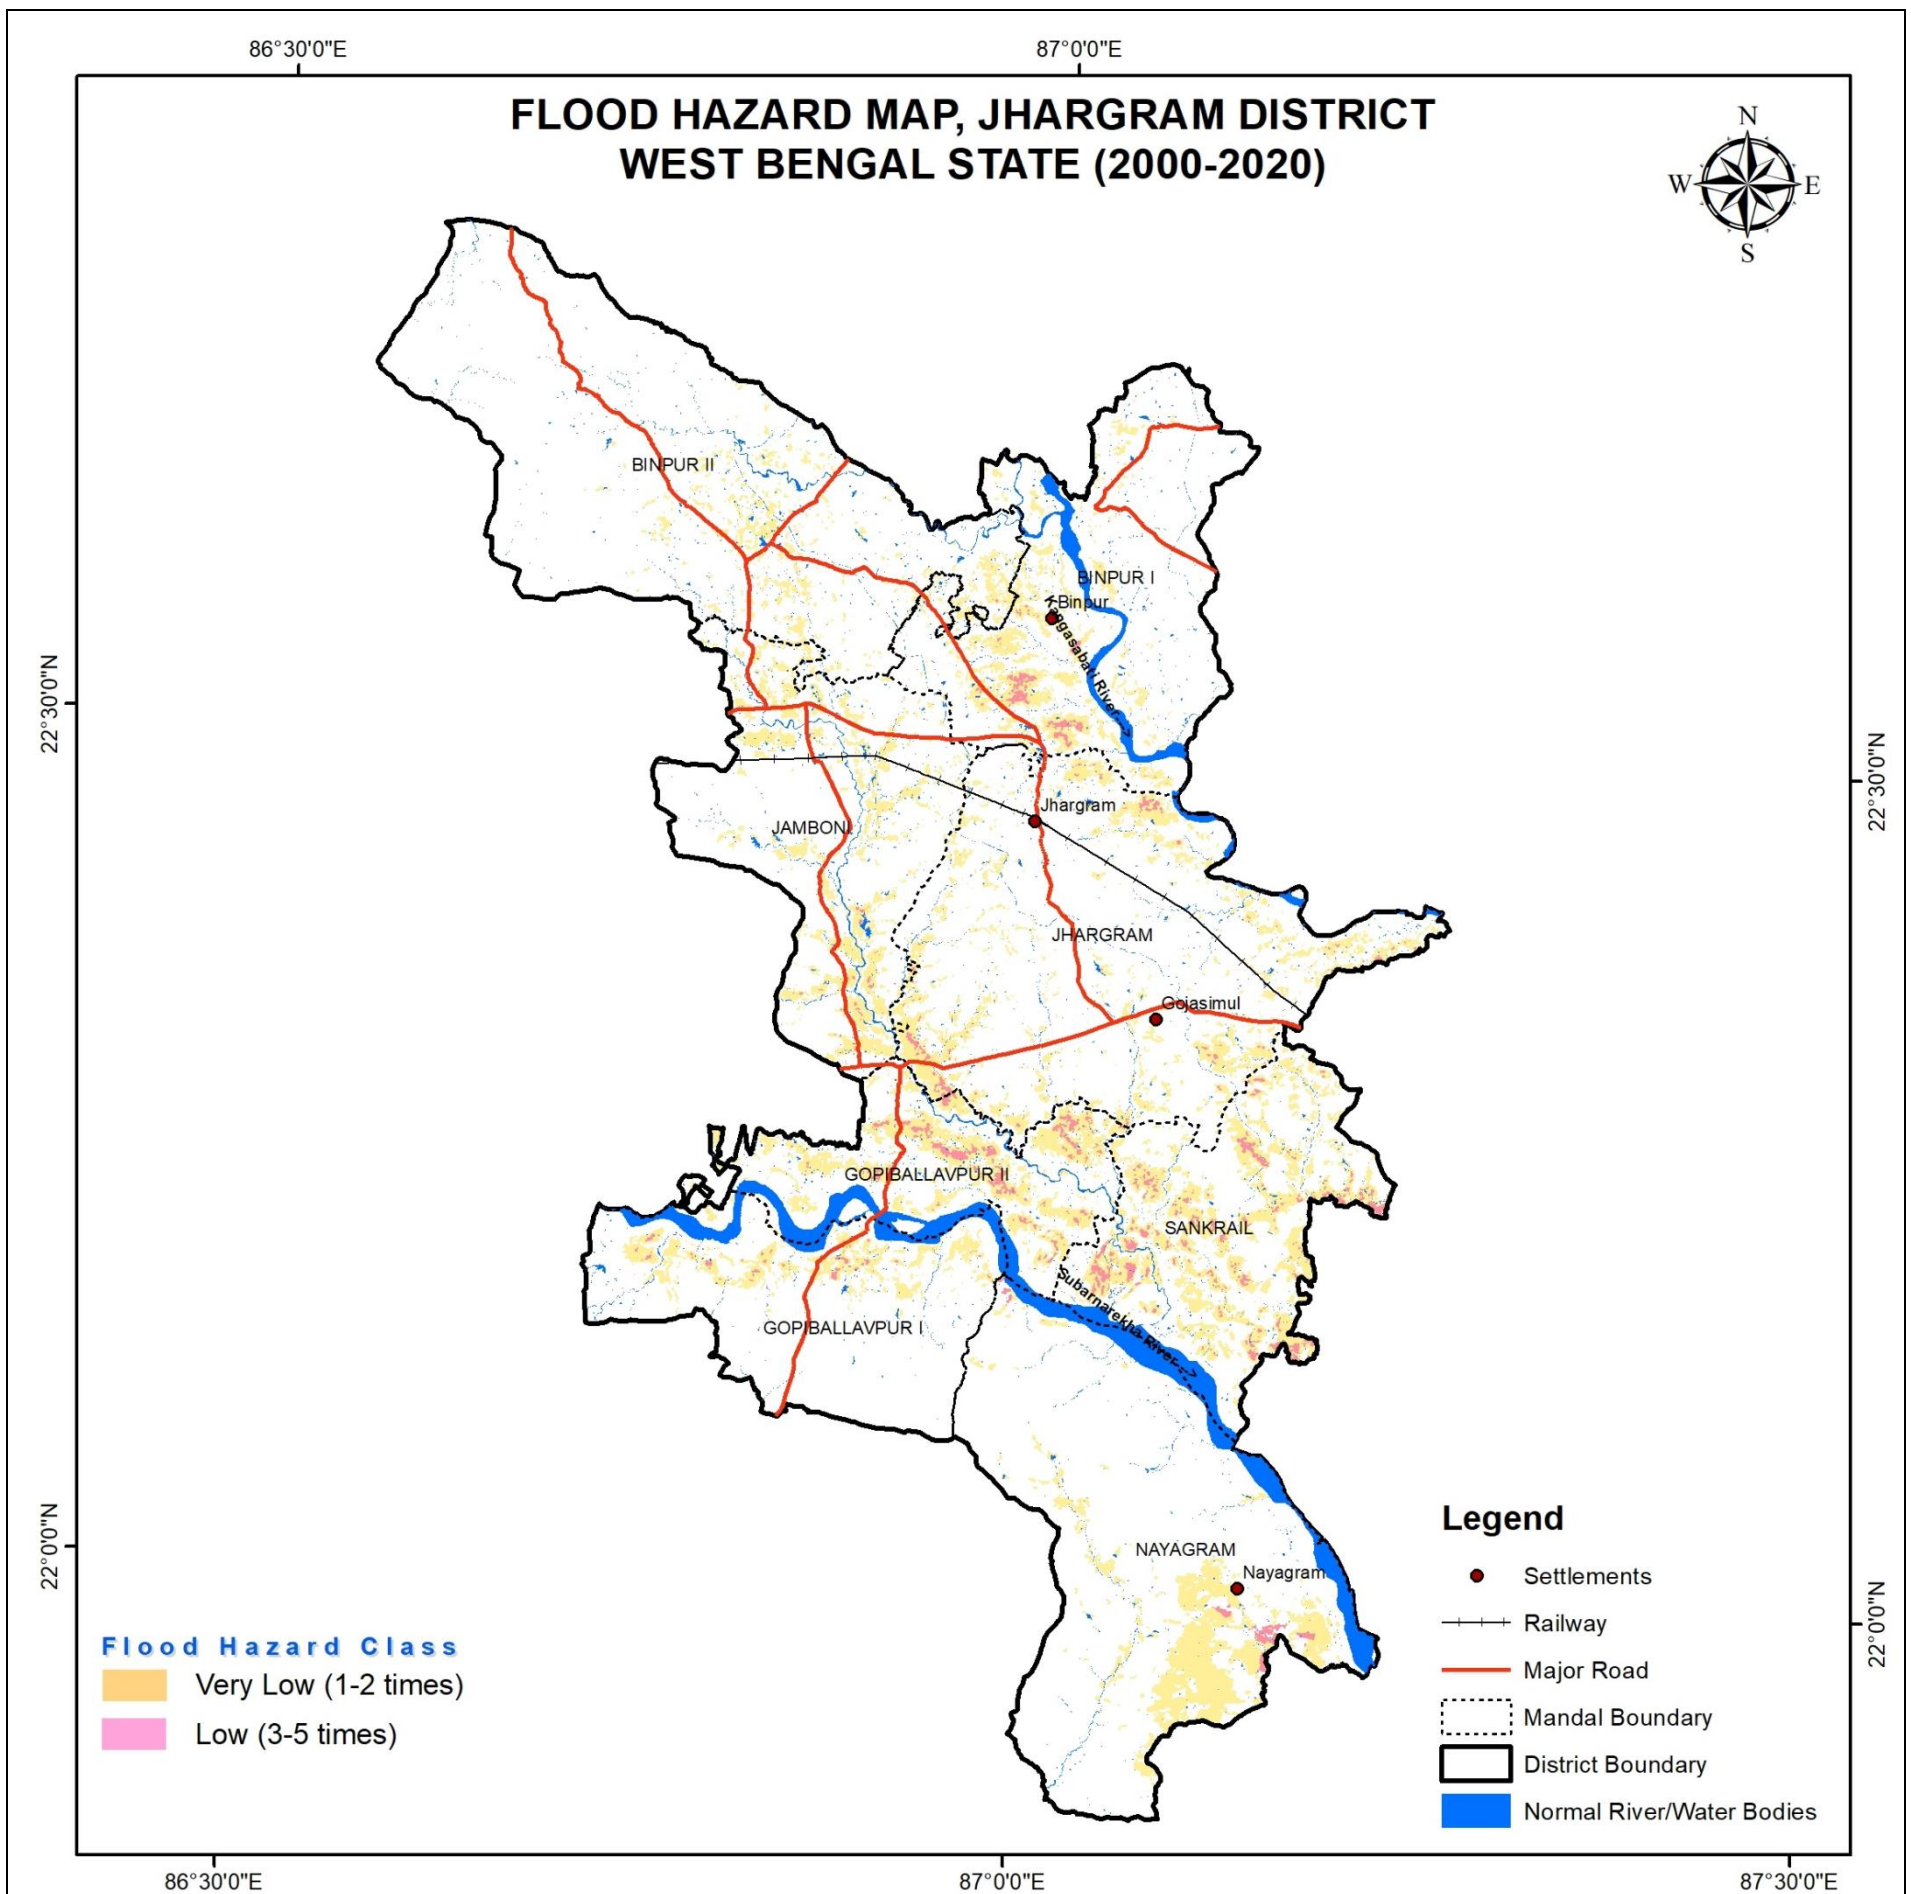 86°30'0"E
87°0'0"E
FLOOD HAZARD MAP, JHARGRAM DISTRICT
WEST BENGAL STATE (2000-2020)
N
W
E
S
BINPUR II
BINPUR I
Binpur
Kangasabati River -->
22°30'0"N
22°30'0"N
Jhargram
JAMBONI
JHARGRAM
Gojasimul
GOPIBALLAVPUR II
SANKRAIL
Subarnarekha River -->
GOPIBALLAVPUR I
22°0'0"N
22°0'0"N
NAYAGRAM
Nayagram
Legend
Settlements
Railway
Major Road
Mandal Boundary
District Boundary
Normal River/Water Bodies
Flood Hazard Class
Very Low (1-2 times)
Low (3-5 times)
86°30'0"E
87°0'0"E
87°30'0"E